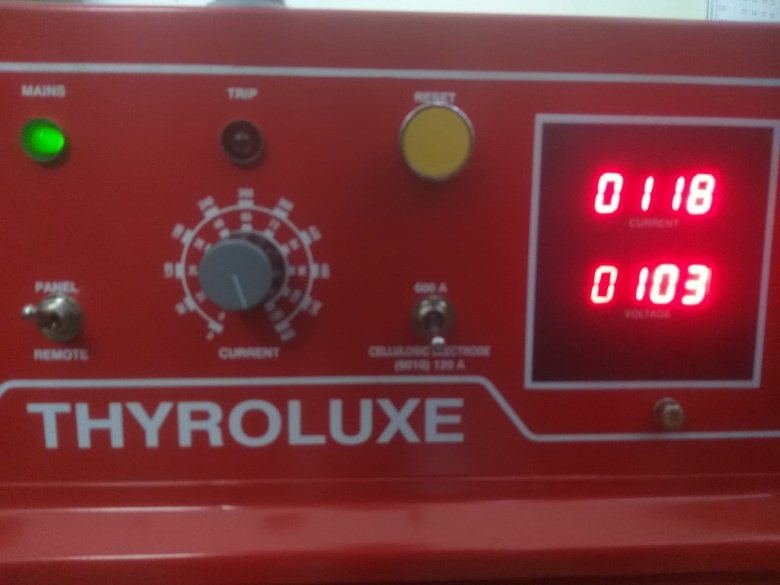 MAINS
TRIP
RESET
0118
CURRENT
0103
VOLTAGE
PANEL
600 A
REMOTE
CURRENT
CELLULOSIC ELECTRODE
(6010) 120 A
THYROLUXE